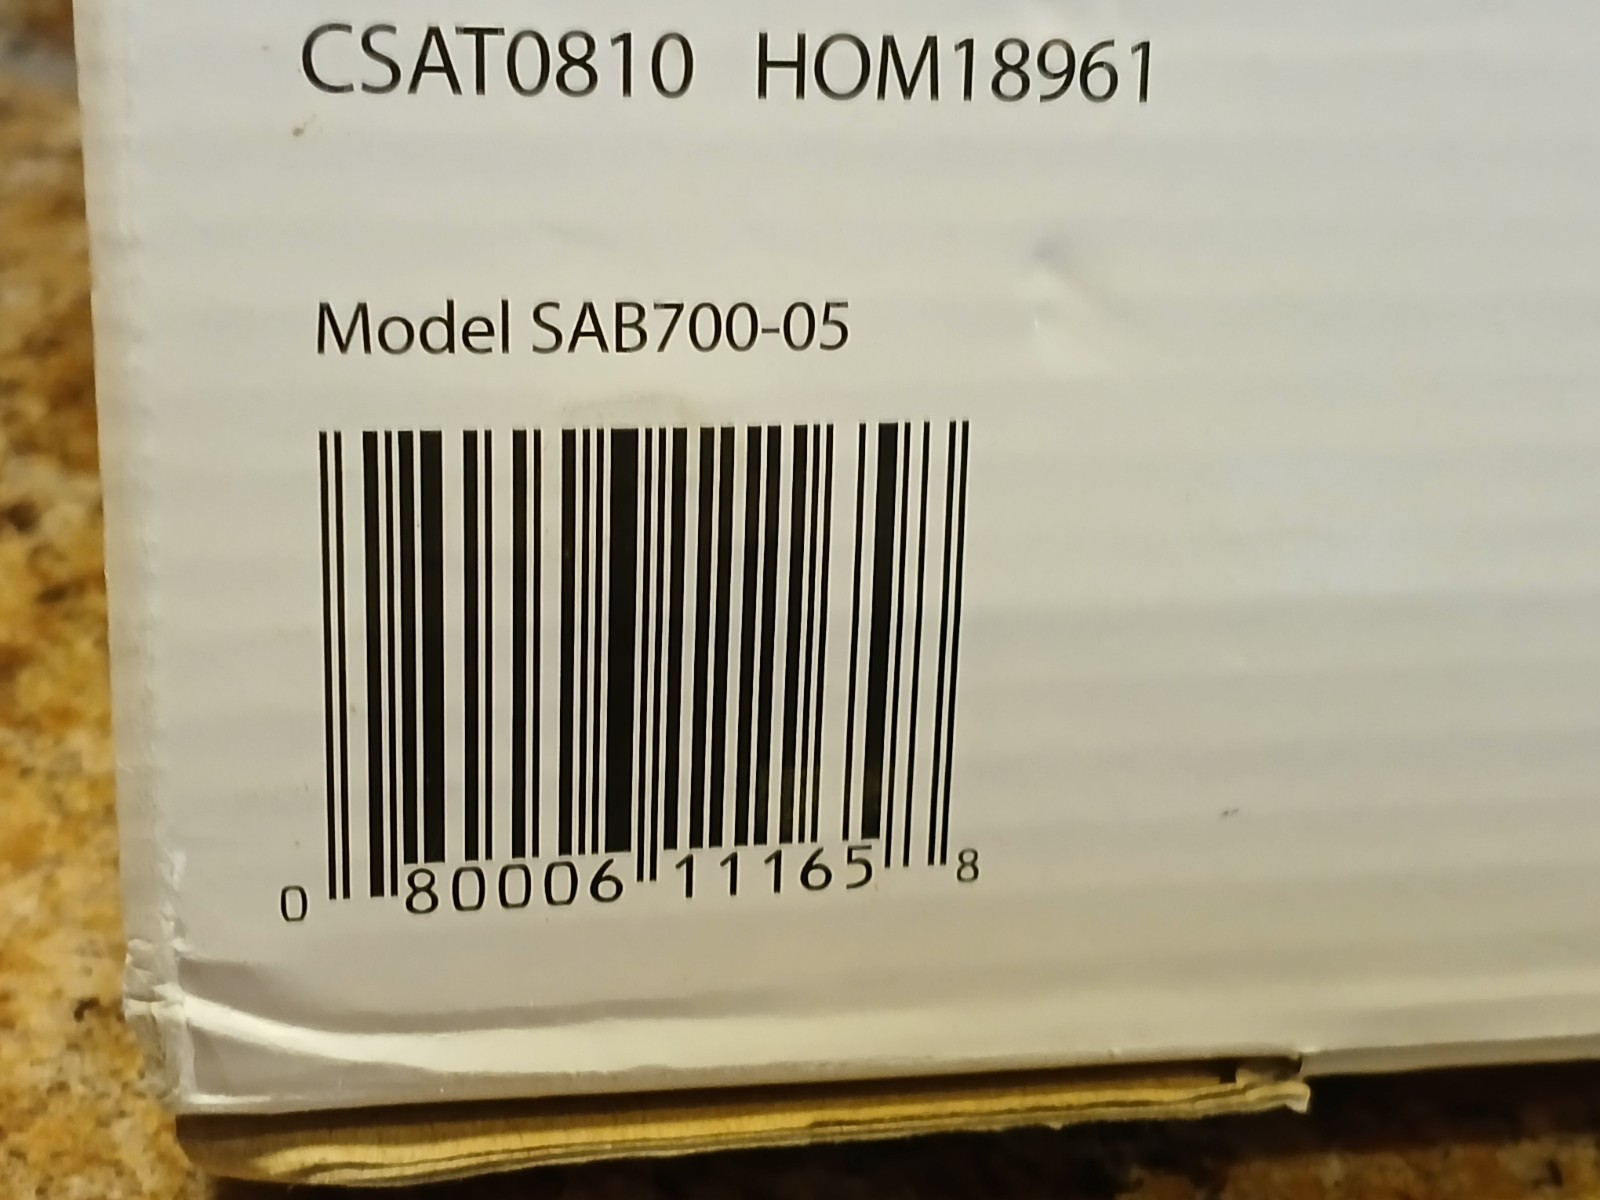 CSAT0810 HOM18961
Model SAB700-05
0 80006 11165 8